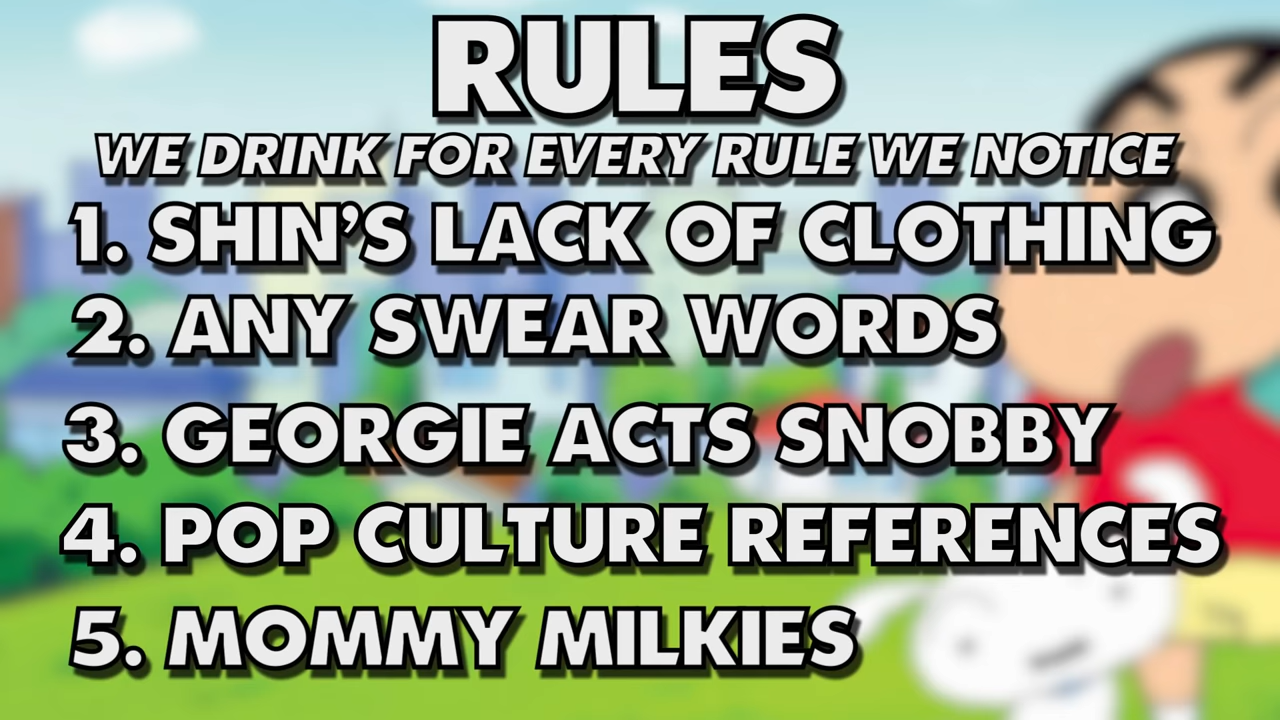 RULES
WE DRINK FOR EVERY RULE WE NOTICE
1. SHIN'S LACK OF CLOTHING
2. ANY SWEAR WORDS
3. GEORGIE ACTS SNOBBY
4. POP CULTURE REFERENCES
5. MOMMY MILKIES